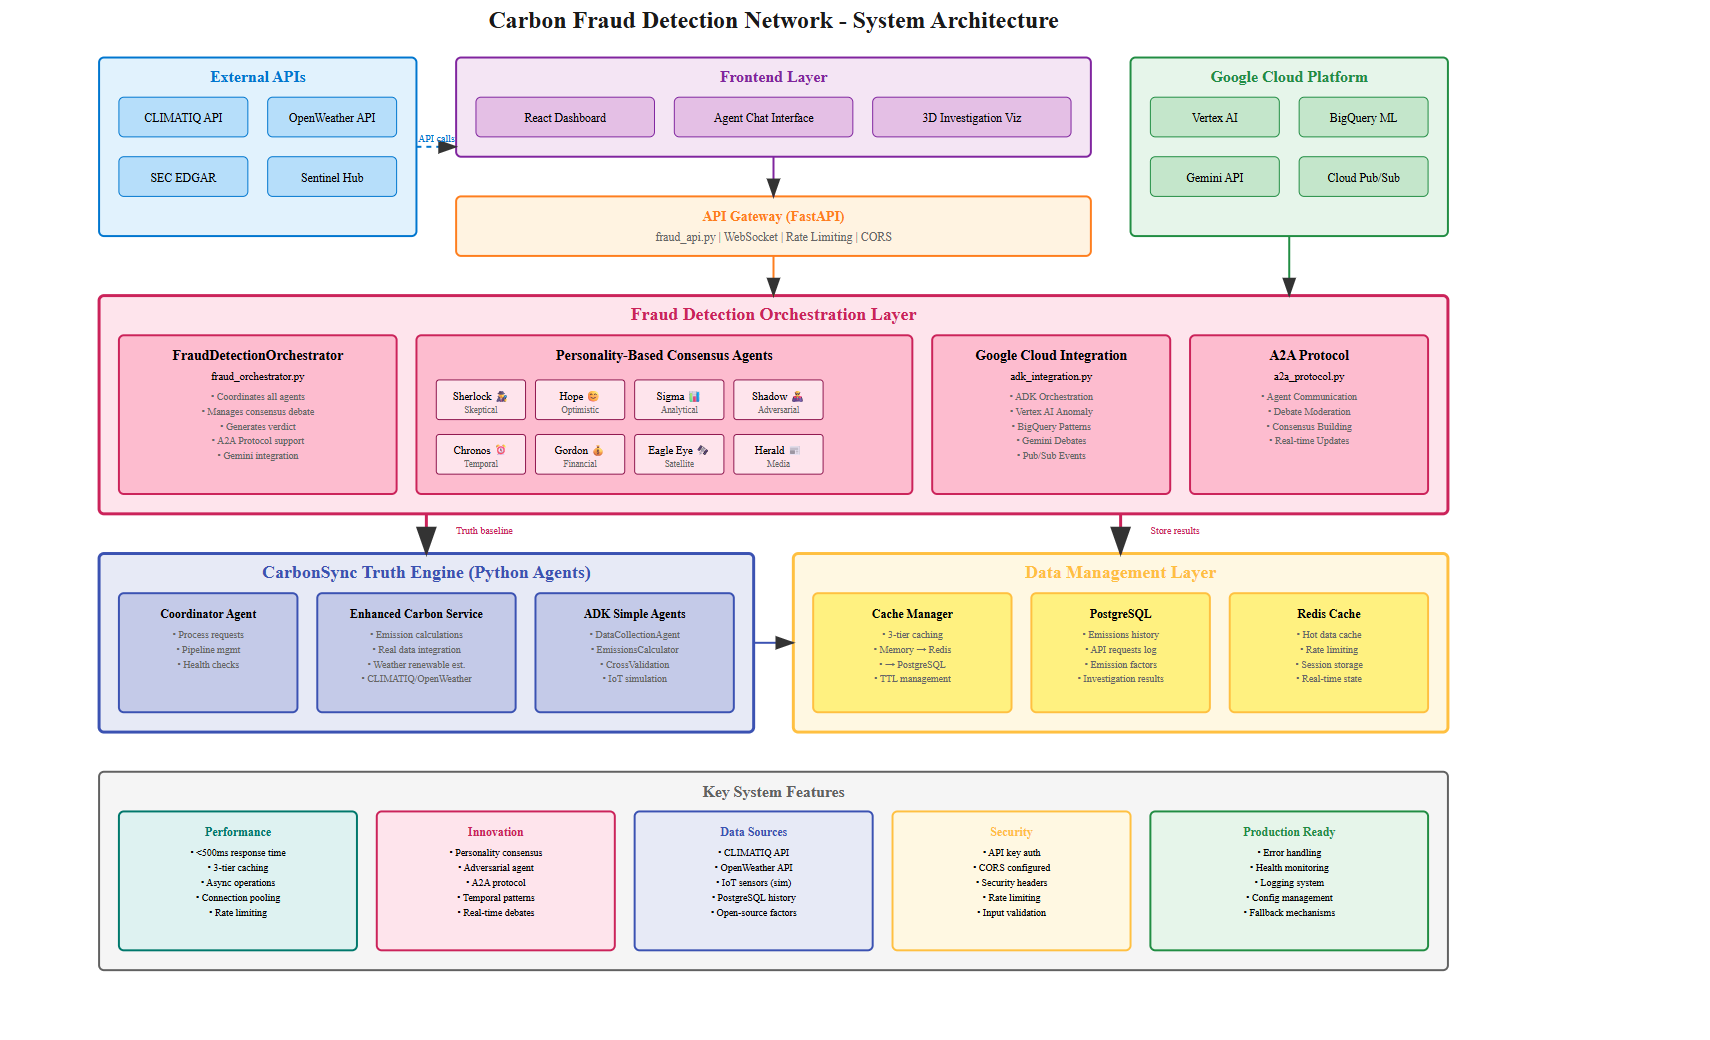 Carbon Fraud Detection Network - System Architecture
External APIs
CLIMATIQ API
OpenWeather API
SEC EDGAR
Sentinel Hub
API calls
Frontend Layer
React Dashboard
Agent Chat Interface
3D Investigation Viz
Google Cloud Platform
Vertex AI
BigQuery ML
Gemini API
Cloud Pub/Sub
API Gateway (FastAPI)
fraud_api.py | WebSocket | Rate Limiting | CORS
Fraud Detection Orchestration Layer
FraudDetectionOrchestrator
fraud_orchestrator.py
• Coordinates all agents
• Manages consensus debate
• Generates verdict
• A2A Protocol support
• Gemini integration
Personality-Based Consensus Agents
Sherlock 🕵️
Skeptical
Hope 😊
Optimistic
Sigma 📊
Analytical
Shadow 🦹
Adversarial
Chronos ⏰
Temporal
Gordon 💰
Financial
Eagle Eye 🛰️
Satellite
Herald 📰
Media
Google Cloud Integration
adk_integration.py
• ADK Orchestration
• Vertex AI Anomaly
• BigQuery Patterns
• Gemini Debates
• Pub/Sub Events
A2A Protocol
a2a_protocol.py
• Agent Communication
• Debate Moderation
• Consensus Building
• Real-time Updates
Truth baseline
Store results
CarbonSync Truth Engine (Python Agents)
Coordinator Agent
• Process requests
• Pipeline mgmt
• Health checks
Enhanced Carbon Service
• Emission calculations
• Real data integration
• Weather renewable est.
• CLIMATIQ/OpenWeather
ADK Simple Agents
• DataCollectionAgent
• EmissionsCalculator
• CrossValidation
• IoT simulation
Data Management Layer
Cache Manager
• 3-tier caching
• Memory → Redis
• → PostgreSQL
• TTL management
PostgreSQL
• Emissions history
• API requests log
• Emission factors
• Investigation results
Redis Cache
• Hot data cache
• Rate limiting
• Session storage
• Real-time state
Key System Features
Performance
• <500ms response time
• 3-tier caching
• Async operations
• Connection pooling
• Rate limiting
Innovation
• Personality consensus
• Adversarial agent
• A2A protocol
• Temporal patterns
• Real-time debates
Data Sources
• CLIMATIQ API
• OpenWeather API
• IoT sensors (sim)
• PostgreSQL history
• Open-source factors
Security
• API key auth
• CORS configured
• Security headers
• Rate limiting
• Input validation
Production Ready
• Error handling
• Health monitoring
• Logging system
• Config management
• Fallback mechanisms